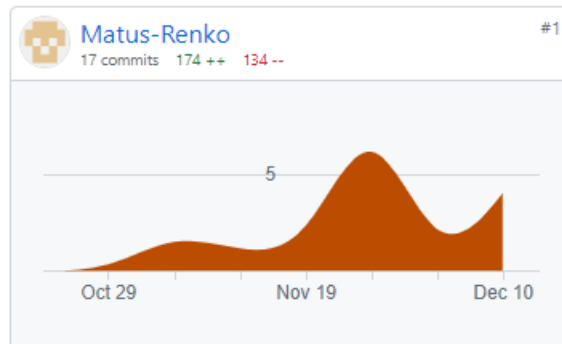 Matus-Renko
#1
17 commits 174 ++ 134 --
5
Oct 29 Nov 19 Dec 10